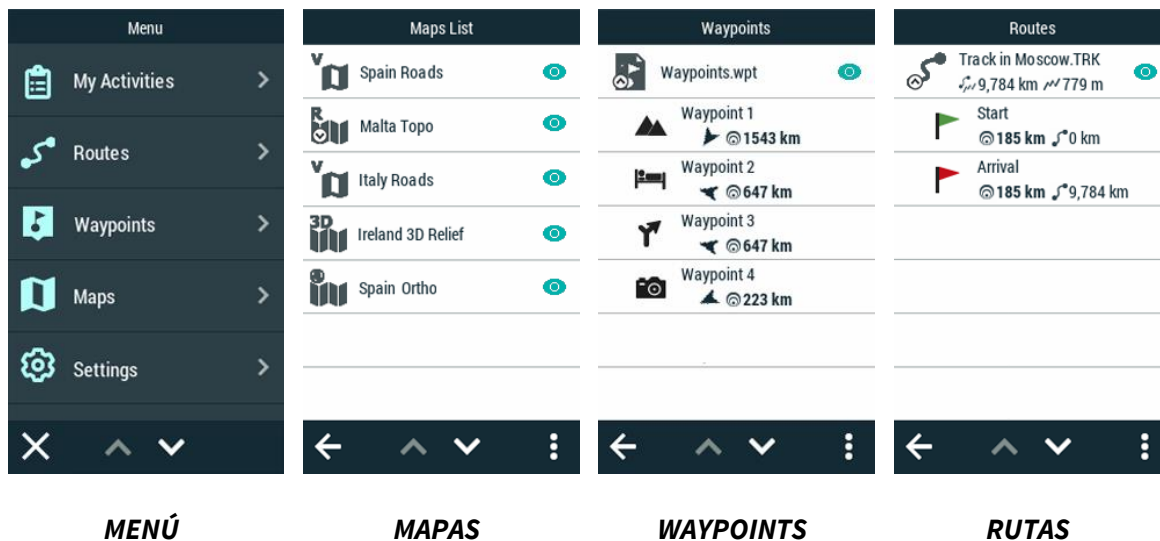 Menu
My Activities
Routes
Waypoints
Maps
Settings
MENÚ
Maps List
V
Spain Roads
R
Malta Topo
V
Italy Roads
3D
Ireland 3D Relief
Spain Ortho
MAPAS
Waypoints
Waypoints.wpt
Waypoint 1
1543 km
Waypoint 2
647 km
Waypoint 3
647 km
Waypoint 4
223 km
WAYPOINTS
Routes
Track in Moscow.TRK
9,784 km 779 m
Start
185 km 0 km
Arrival
185 km 9,784 km
RUTAS